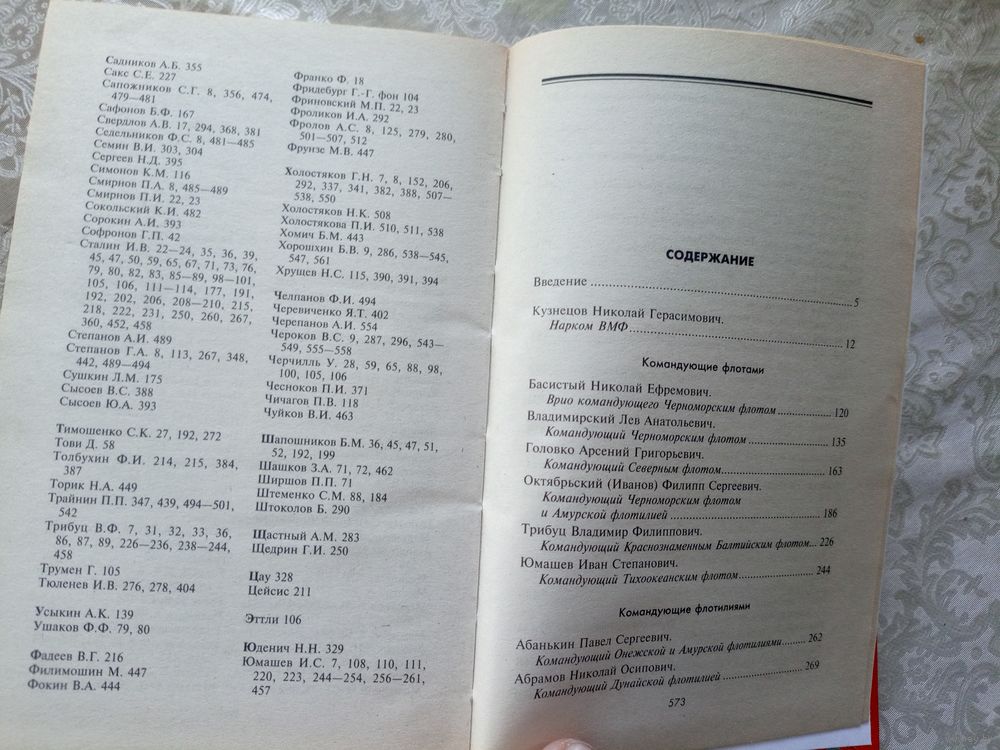 Садников А.Б. 355
Сакс С.Е. 227
Сапожников С.Г. 8, 356, 474,
479—481
Сафонов Б.Ф. 167
Свердлов А.В. 17, 294, 368, 381
Седельников Ф.С. 8, 481—485
Семин В.И. 303, 304
Сергеев Н.Д. 395
Симонов К.М. 116
Смирнов П.А. 8, 485—489
Смирнов П.И. 22, 23
Сокольский К.И. 482
Сорокин А.И. 393
Софронов Г.П. 42
Сталин И.В. 22—24, 35, 36, 39,
45, 47, 50, 59, 65, 67, 71, 73, 76,
79, 80, 82, 83, 85—89, 98—101,
105, 106, 111—114, 177, 191,
192, 202, 206, 208—210, 215,
218, 222, 231, 250, 260, 267,
360, 452, 458
Степанов А.И. 489
Степанов Г.А. 8, 113, 267, 348,
442, 489—494
Сушкин Л.М. 175
Сысоев В.С. 388
Сысоев Ю.А. 393
Тимошенко С.К. 27, 192, 272
Тови Д. 58
Толбухин Ф.И. 214, 215, 384,
387
Торик Н.А. 449
Трайнин П.П. 347, 439, 494—501,
542
Трибуц В.Ф. 7, 31, 32, 33, 36,
86, 87, 89, 226—236, 238—244,
458
Трумен Г. 105
Тюленев И.В. 276, 278, 404
Усыкин А.К. 139
Ушаков Ф.Ф. 79, 80
Фадеев В.Г. 216
Филимошин М. 447
Фокин В.А. 444
Франко Ф. 18
Фридебург Г.-Г. фон 104
Фриновский М.П. 22, 23
Фроликов И.А. 292
Фролов А.С. 8, 125, 279, 280,
501—507, 512
Фрунзе М.В. 447
Холостяков Г.Н. 7, 8, 152, 206,
292, 337, 341, 382, 388, 507—
538, 550
Холостяков Н.К. 508
Холостякова П.И. 510, 511, 538
Хомич Б.М. 443
Хорошхин Б.В. 9, 286, 538—545,
547, 561
Хрущев Н.С. 115, 390, 391, 394
Челпанов Ф.И. 494
Черевиченко Я.Т. 402
Черепанов А.И. 554
Чероков В.С. 9, 287, 296, 543—
549, 555—558
Черчилль У. 28, 59, 65, 88, 98,
100, 105, 106
Чесноков П.И. 371
Чичагов П.В. 118
Чуйков В.И. 463
Шапошников Б.М. 36, 45, 47, 51,
52, 192, 199
Шашков З.А. 71, 72, 462
Ширшов П.П. 71
Штеменко С.М. 88, 184
Штоколов Б. 290
Щастный А.М. 283
Щедрин Г.И. 250
Цау 328
Цейсис 211
Эттли 106
Юденич Н.Н. 329
Юмашев И.С. 7, 108, 110, 111,
220, 223, 244—254, 256—261,
457
СОДЕРЖАНИЕ
Введение ... 5
Кузнецов Николай Герасимович.
Нарком ВМФ ... 12
Командующие флотами
Басистый Николай Ефремович.
Врио командующего Черноморским флотом ... 120
Владимирский Лев Анатольевич.
Командующий Черноморским флотом ... 135
Головко Арсений Григорьевич.
Командующий Северным флотом ... 163
Октябрьский (Иванов) Филипп Сергеевич.
Командующий Черноморским флотом
и Амурской флотилией ... 186
Трибуц Владимир Филиппович.
Командующий Краснознаменным Балтийским флотом ... 226
Юмашев Иван Степанович.
Командующий Тихоокеанским флотом ... 244
Командующие флотилиями
Абанькин Павел Сергеевич.
Командующий Онежской и Амурской флотилиями ... 262
Абрамов Николай Осипович.
Командующий Дунайской флотилией ... 269
573